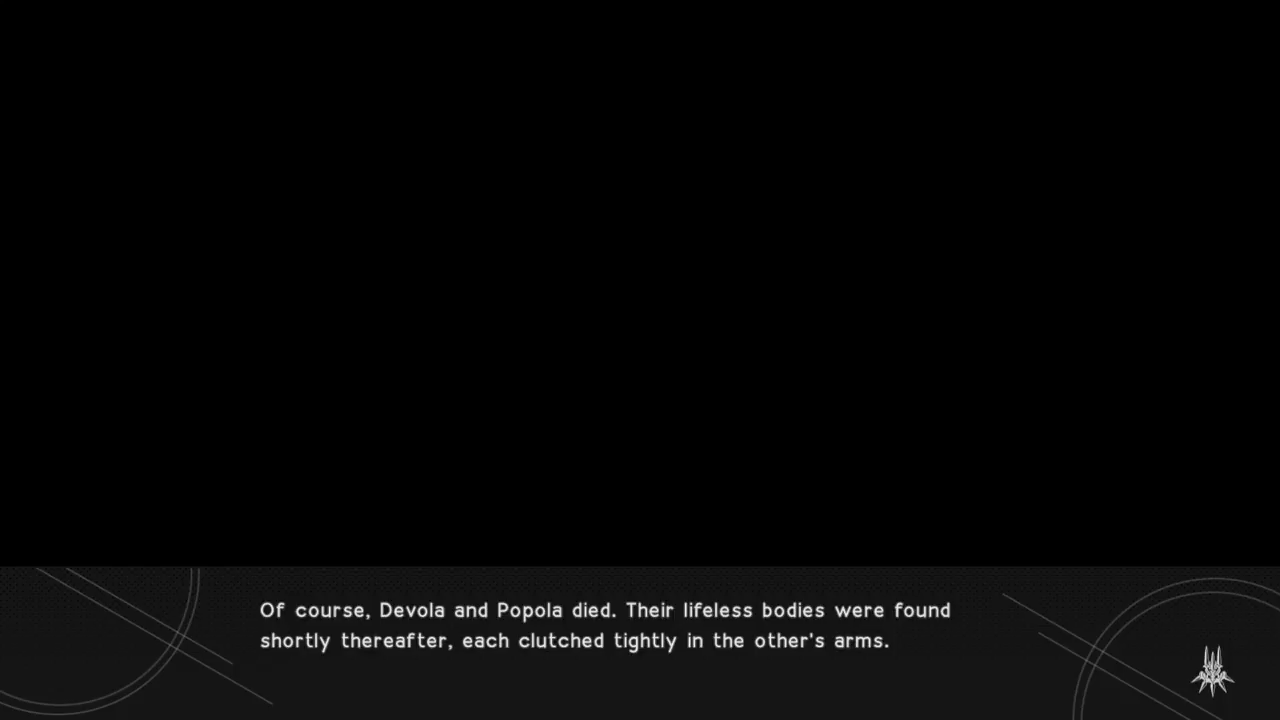 Of course, Devola and Popola died. Their lifeless bodies were found
shortly thereafter, each clutched tightly in the other's arms.